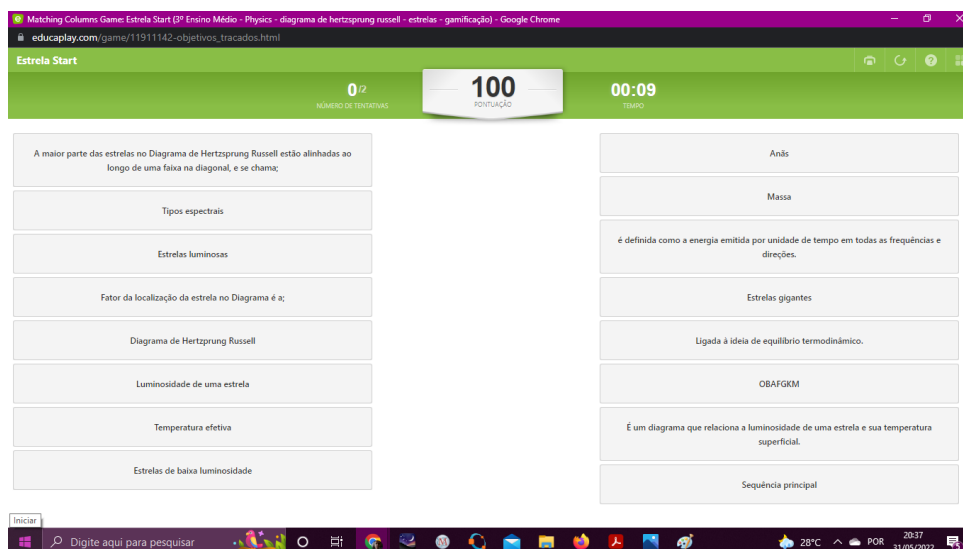 Matching Columns Game: Estrela Start (3º Ensino Médio - Physics - diagrama de hertzsprung russell - estrelas - gamificação) - Google Chrome
educaplay.com/game/11911142-objetivos_tracados.html
Estrela Start
0/2
NÚMERO DE TENTATIVAS
100
PONTUAÇÃO
00:09
TEMPO
A maior parte das estrelas no Diagrama de Hertzsprung Russell estão alinhadas ao
longo de uma faixa na diagonal, e se chama;
Tipos espectrais
Estrelas luminosas
Fator da localização da estrela no Diagrama é a;
Diagrama de Hertzprung Russell
Luminosidade de uma estrela
Temperatura efetiva
Estrelas de baixa luminosidade
Anãs
Massa
é definida como a energia emitida por unidade de tempo em todas as frequências e
direções.
Estrelas gigantes
Ligada à ideia de equilíbrio termodinâmico.
OBAFGKM
É um diagrama que relaciona a luminosidade de uma estrela e sua temperatura
superficial.
Sequência principal
Iniciar
Digite aqui para pesquisar
28°C
POR
20:37
31/05/2022